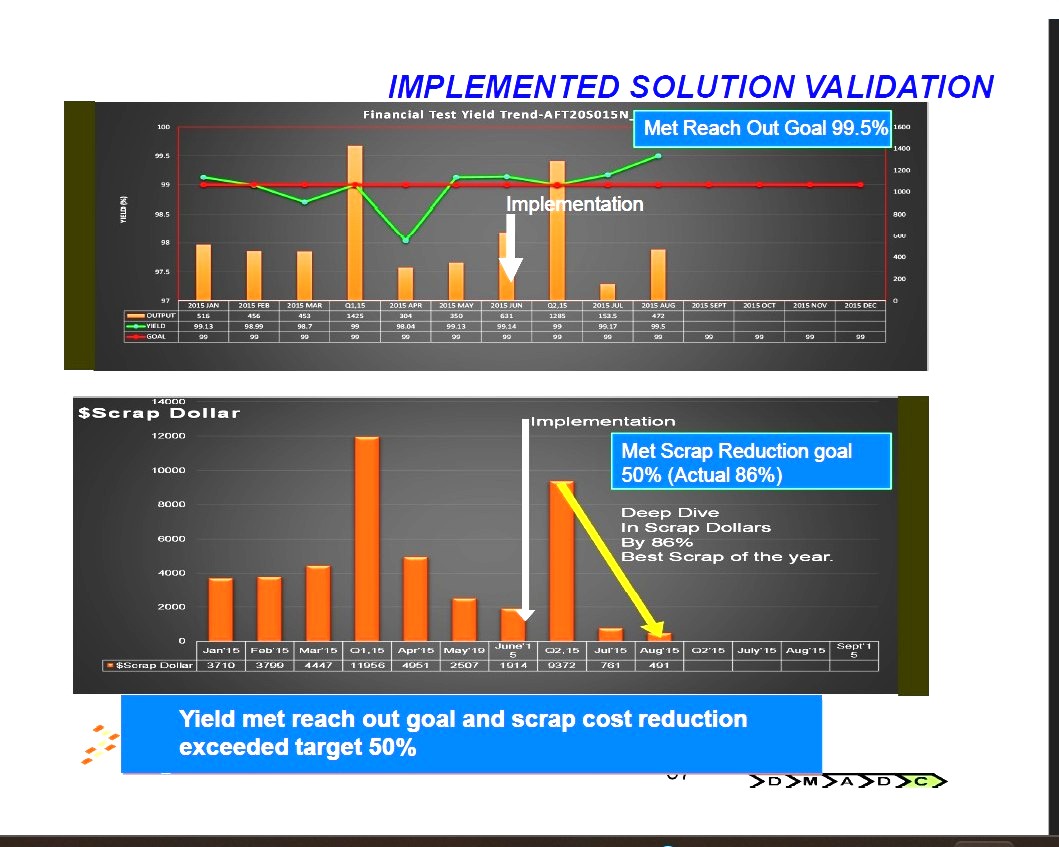 IMPLEMENTED SOLUTION VALIDATION
Financial Test Yield Trend-AFT20S015N_
Met Reach Out Goal 99.5%
100
99.5
99
98.5
98
97.5
97
YIELD (%)
1600
1400
1200
1000
800
600
400
200
0
Implementation
2015 JAN 2015 FEB 2015 MAR Q1,15 2015 APR 2015 MAY 2015 JUN Q2,15 2015 JUL 2015 AUG 2015 SEPT 2015 OCT 2015 NOV 2015 DEC
OUTPUT 516 456 453 1425 304 350 631 1285 153.5 472
YIELD 99.13 98.99 98.7 99 98.04 99.13 99.14 99 99.17 99.5
GOAL 99 99 99 99 99 99 99 99 99 99 99 99 99 99
$Scrap Dollar
14000
12000
10000
8000
6000
4000
2000
0
Implementation
Met Scrap Reduction goal
50% (Actual 86%)
Deep Dive
In Scrap Dollars
By 86%
Best Scrap of the year.
Jan'15 Feb'15 Mar'15 Q1,15 Apr'15 May'19 June'1 5 Q2,15 Jul'15 Aug'15 Q2'15 July'15 Aug'15 Sept'1 5
$Scrap Dollar 3710 3799 4447 11956 4951 2507 1914 9372 761 491
Yield met reach out goal and scrap cost reduction
exceeded target 50%
D M A D C